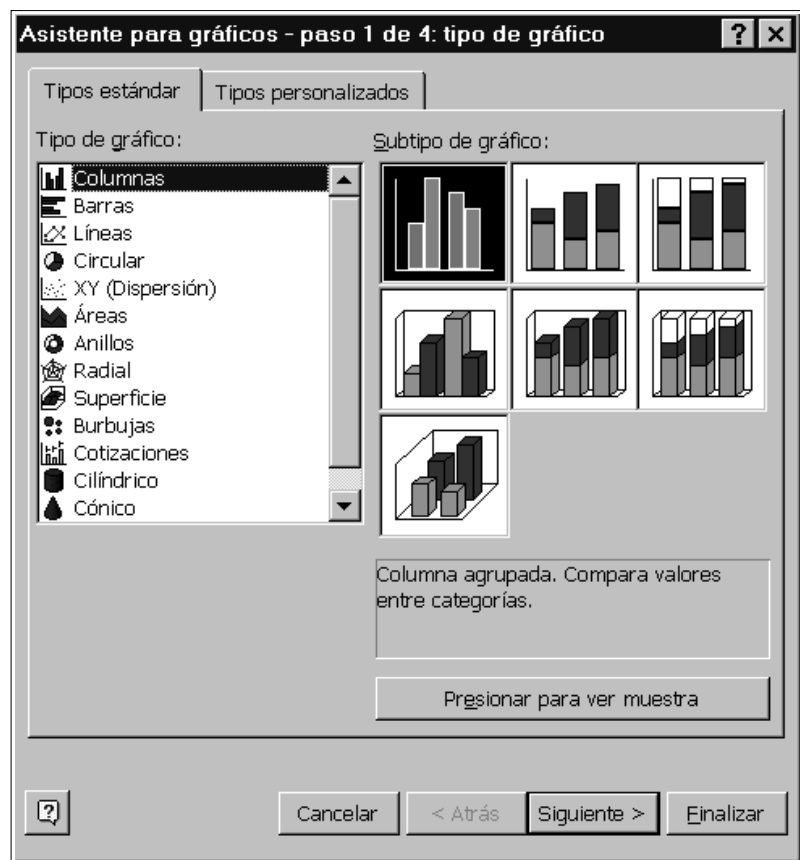 Asistente para gráficos - paso 1 de 4: tipo de gráfico
Tipos estándar
Tipos personalizados
Tipo de gráfico:
Subtipo de gráfico:
Columnas
Barras
Líneas
Circular
XY (Dispersión)
Áreas
Anillos
Radial
Superficie
Burbujas
Cotizaciones
Cilíndrico
Cónico
Columna agrupada. Compara valores
entre categorías.
Presionar para ver muestra
Cancelar
< Atrás
Siguiente >
Finalizar